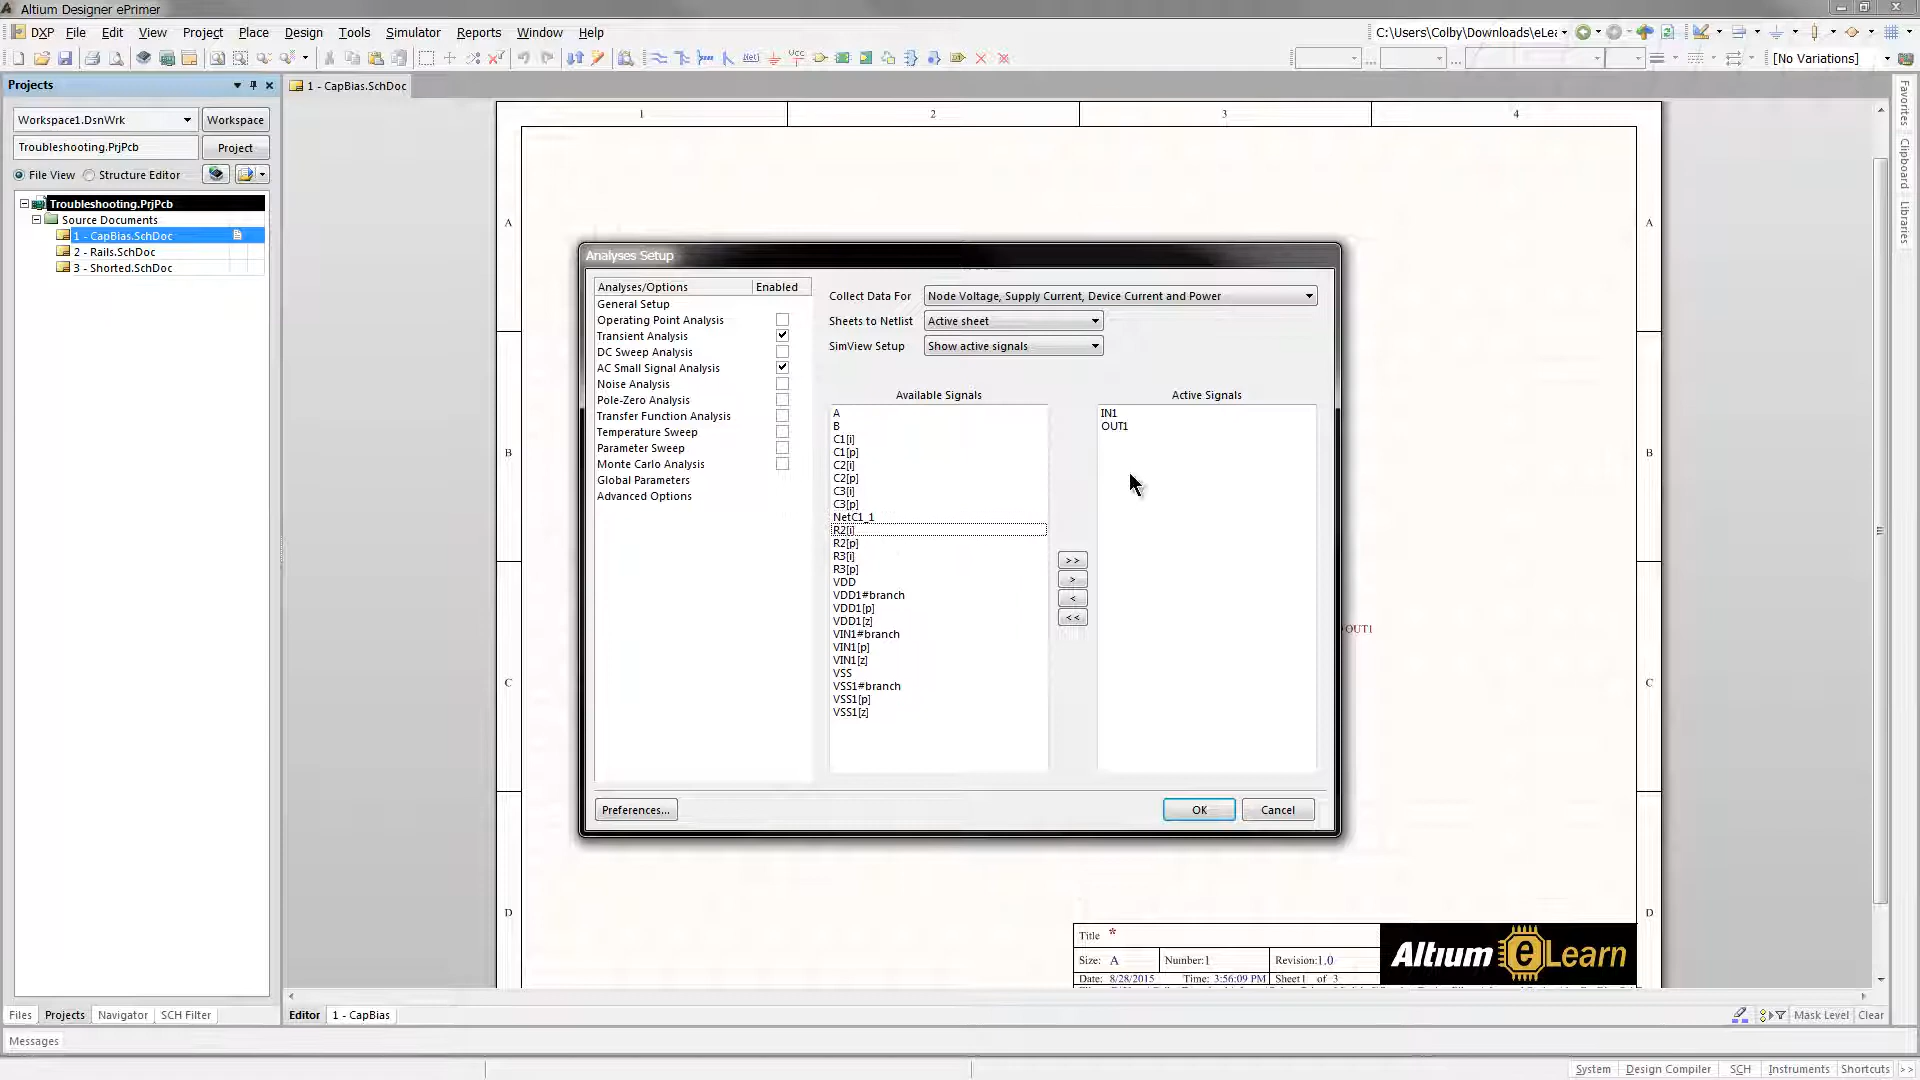 Altium Designer ePrimer
DXP File Edit View Project Place Design Tools Simulator Reports Window Help
C:\Users\Colby\Downloads\eLea
[No Variations]
Projects
1 - CapBias.SchDoc
Workspace1.DsnWrk
Workspace
Troubleshooting.PrjPcb
Project
File View
Structure Editor
Troubleshooting.PrjPcb
Source Documents
1 - CapBias.SchDoc
2 - Rails.SchDoc
3 - Shorted.SchDoc
1 2 3 4
A A
B B
C C
D D
Analyses Setup
Analyses/Options Enabled
General Setup
Operating Point Analysis
Transient Analysis
DC Sweep Analysis
AC Small Signal Analysis
Noise Analysis
Pole-Zero Analysis
Transfer Function Analysis
Temperature Sweep
Parameter Sweep
Monte Carlo Analysis
Global Parameters
Advanced Options
Collect Data For Node Voltage, Supply Current, Device Current and Power
Sheets to Netlist Active sheet
SimView Setup Show active signals
Available Signals
A
B
C1[i]
C1[p]
C2[i]
C2[p]
C3[i]
C3[p]
NetC1_1
R2[i]
R2[p]
R3[i]
R3[p]
VDD
VDD1#branch
VDD1[p]
VDD1[z]
VIN1#branch
VIN1[p]
VIN1[z]
VSS
VSS1#branch
VSS1[p]
VSS1[z]
>>
>
<
<<
Active Signals
IN1
OUT1
Preferences...
OK
Cancel
OUT1
Title *
Size: A Number:1 Revision:1.0
Date: 8/28/2015 Time: 3:56:09 PM Sheet1 of 3
Altium eLearn
Favorites
Clipboard
Libraries
Files Projects Navigator SCH Filter
Editor 1 - CapBias
Mask Level Clear
Messages
System Design Compiler SCH Instruments Shortcuts >>